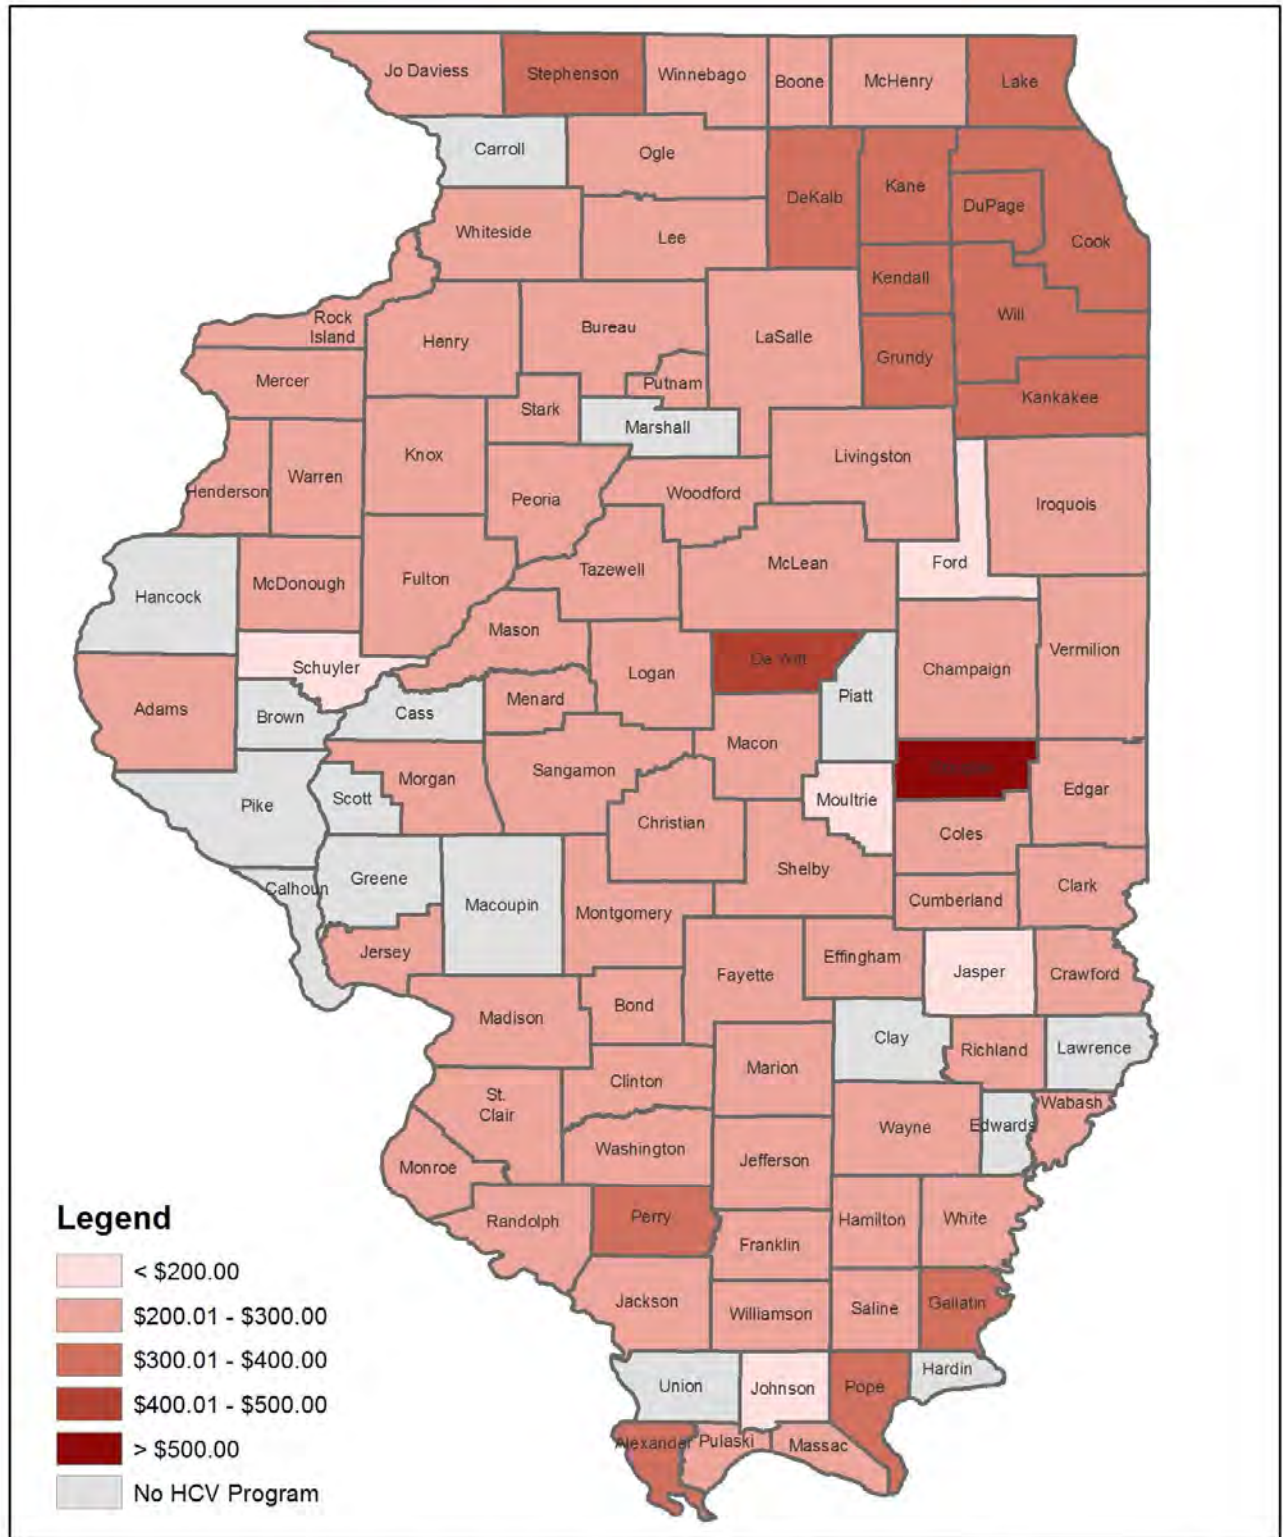 Jo Daviess
Stephenson
Winnebago
Boone
McHenry
Lake
Carroll
Ogle
DeKalb
Kane
DuPage
Cook
Whiteside
Lee
Kendall
Will
Rock
Island
Henry
Bureau
LaSalle
Grundy
Mercer
Putnam
Kankakee
Stark
Marshall
Knox
Livingston
Henderson
Warren
Peoria
Woodford
Iroquois
Hancock
McDonough
Fulton
Tazewell
McLean
Ford
Mason
Schuyler
Logan
De Witt
Champaign
Vermilion
Adams
Brown
Cass
Menard
Piatt
Macon
Pike
Scott
Morgan
Sangamon
Christian
Moultrie
Edgar
Coles
Shelby
Calhoun
Greene
Macoupin
Montgomery
Cumberland
Clark
Jersey
Fayette
Effingham
Jasper
Crawford
Madison
Bond
Clay
Richland
Lawrence
Marion
Clinton
St.
Clair
Wabash
Wayne
Edwards
Washington
Jefferson
Monroe
Randolph
Perry
Hamilton
White
Franklin
Jackson
Williamson
Saline
Gallatin
Union
Johnson
Pope
Hardin
Alexander
Pulaski
Massac
Legend
< $200.00
$200.01 - $300.00
$300.01 - $400.00
$400.01 - $500.00
> $500.00
No HCV Program